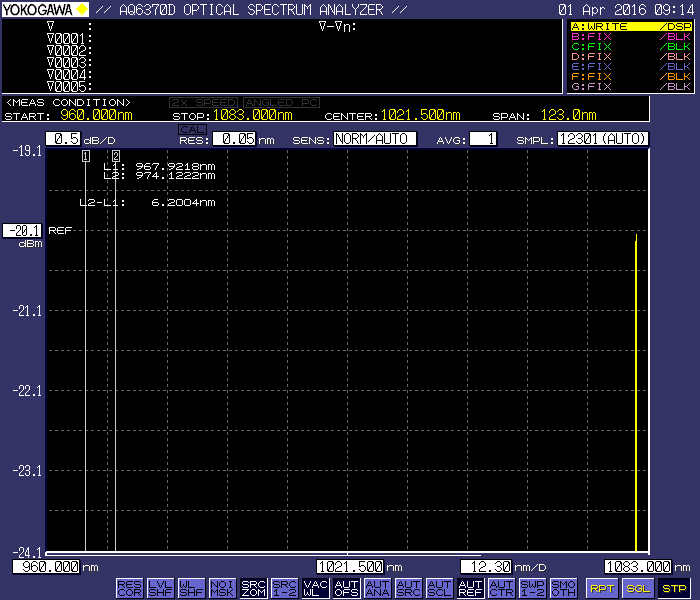 YOKOGAWA // AQ6370D OPTICAL SPECTRUM ANALYZER // 01 Apr 2016 09:14
∇ : ∇-∇n:
∇0001:
∇0002:
∇0003:
∇0004:
∇0005:
A:WRITE /DSP
B:FIX /BLK
C:FIX /BLK
D:FIX /BLK
E:FIX /BLK
F:FIX /BLK
G:FIX /BLK
<MEAS CONDITION> 2x SPEED ANGLED PC
START: 960.000nm STOP:1083.000nm CENTER:1021.500nm SPAN: 123.0nm
CAL
0.5 dB/D RES: 0.05 nm SENS: NORM/AUTO AVG: 1 SMPL: 12301(AUTO)
-19.1
1 2
L1: 967.9218nm
L2: 974.1222nm
L2-L1: 6.2004nm
-20.1 REF
dBm
-21.1
-22.1
-23.1
-24.1
960.000 nm 1021.500 nm 12.30 nm/D 1083.000 nm
RES COR LVL SHF WL SHF NOI MSK SRC ZOM SRC 1-2 VAC WL AUT OFS AUT ANA AUT SRC AUT SCL AUT REF AUT CTR SWP 1-2 SMO OTH RPT SGL STP